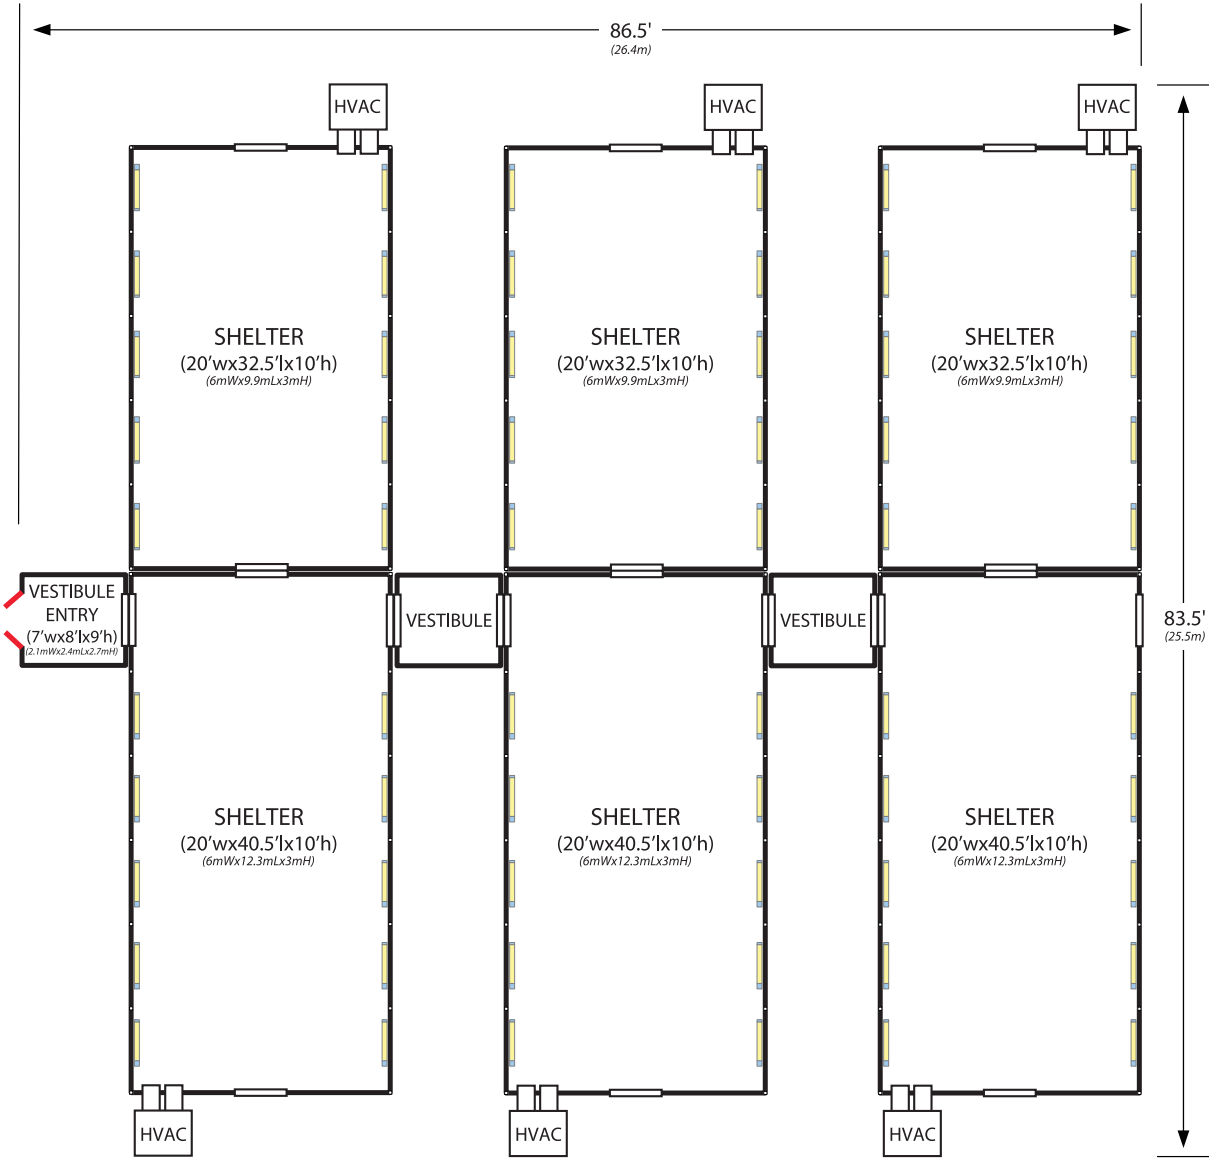 86.5'
(26.4m)
HVAC
HVAC
HVAC
SHELTER
(20’wx32.5’lx10’h)
(6mWx9.9mLx3mH)
SHELTER
(20’wx32.5’lx10’h)
(6mWx9.9mLx3mH)
SHELTER
(20’wx32.5’lx10’h)
(6mWx9.9mLx3mH)
VESTIBULE
ENTRY
(7’wx8’lx9’h)
(2.1mWx2.4mLx2.7mH)
VESTIBULE
VESTIBULE
83.5'
(25.5m)
SHELTER
(20’wx40.5’lx10’h)
(6mWx12.3mLx3mH)
SHELTER
(20’wx40.5’lx10’h)
(6mWx12.3mLx3mH)
SHELTER
(20’wx40.5’lx10’h)
(6mWx12.3mLx3mH)
HVAC
HVAC
HVAC